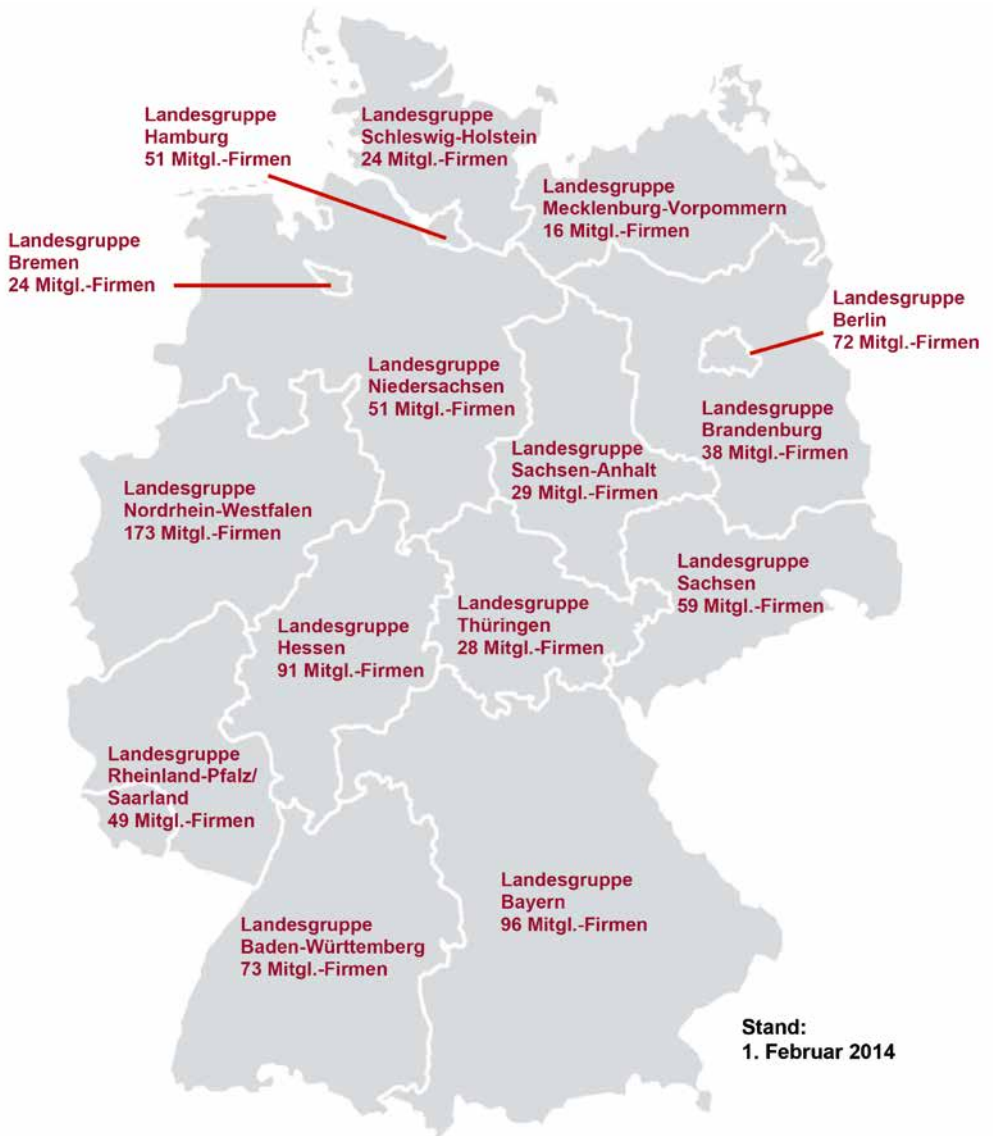 Landesgruppe
Hamburg
51 Mitgl.-Firmen
Landesgruppe
Schleswig-Holstein
24 Mitgl.-Firmen
Landesgruppe
Mecklenburg-Vorpommern
16 Mitgl.-Firmen
Landesgruppe
Bremen
24 Mitgl.-Firmen
Landesgruppe
Berlin
72 Mitgl.-Firmen
Landesgruppe
Niedersachsen
51 Mitgl.-Firmen
Landesgruppe
Brandenburg
38 Mitgl.-Firmen
Landesgruppe
Sachsen-Anhalt
29 Mitgl.-Firmen
Landesgruppe
Nordrhein-Westfalen
173 Mitgl.-Firmen
Landesgruppe
Sachsen
59 Mitgl.-Firmen
Landesgruppe
Thüringen
28 Mitgl.-Firmen
Landesgruppe
Hessen
91 Mitgl.-Firmen
Landesgruppe
Rheinland-Pfalz/
Saarland
49 Mitgl.-Firmen
Landesgruppe
Bayern
96 Mitgl.-Firmen
Landesgruppe
Baden-Württemberg
73 Mitgl.-Firmen
Stand:
1. Februar 2014